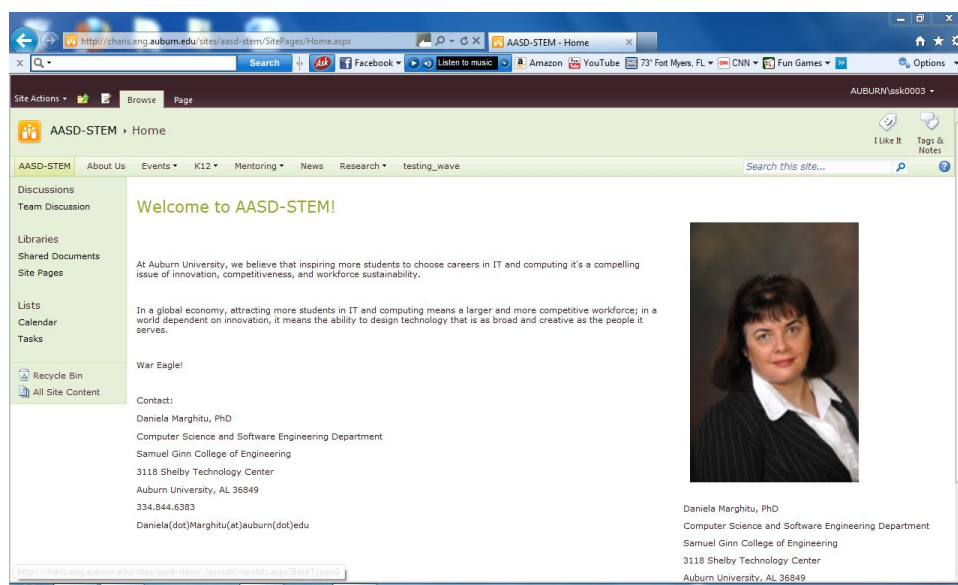 http://charis.eng.auburn.edu/sites/aasd-stem/SitePages/Home.aspx
AASD-STEM - Home
Search
Ask
Facebook
Listen to music
Amazon
YouTube
73° Fort Myers, FL
CNN
Fun Games
Options
Site Actions
Browse
Page
AUBURN\ssk0003
AASD-STEM
Home
I Like It
Tags &
Notes
AASD-STEM
About Us
Events
K12
Mentoring
News
Research
testing_wave
Search this site...
Discussions
Team Discussion
Libraries
Shared Documents
Site Pages
Lists
Calendar
Tasks
Recycle Bin
All Site Content
Welcome to AASD-STEM!
At Auburn University, we believe that inspiring more students to choose careers in IT and computing it's a compelling
issue of innovation, competitiveness, and workforce sustainability.
In a global economy, attracting more students in IT and computing means a larger and more competitive workforce; in a
world dependent on innovation, it means the ability to design technology that is as broad and creative as the people it
serves.
War Eagle!
Contact:
Daniela Marghitu, PhD
Computer Science and Software Engineering Department
Samuel Ginn College of Engineering
3118 Shelby Technology Center
Auburn University, AL 36849
334.844.6383
Daniela(dot)Marghitu(at)auburn(dot)edu
Daniela Marghitu, PhD
Computer Science and Software Engineering Department
Samuel Ginn College of Engineering
3118 Shelby Technology Center
Auburn University, AL 36849